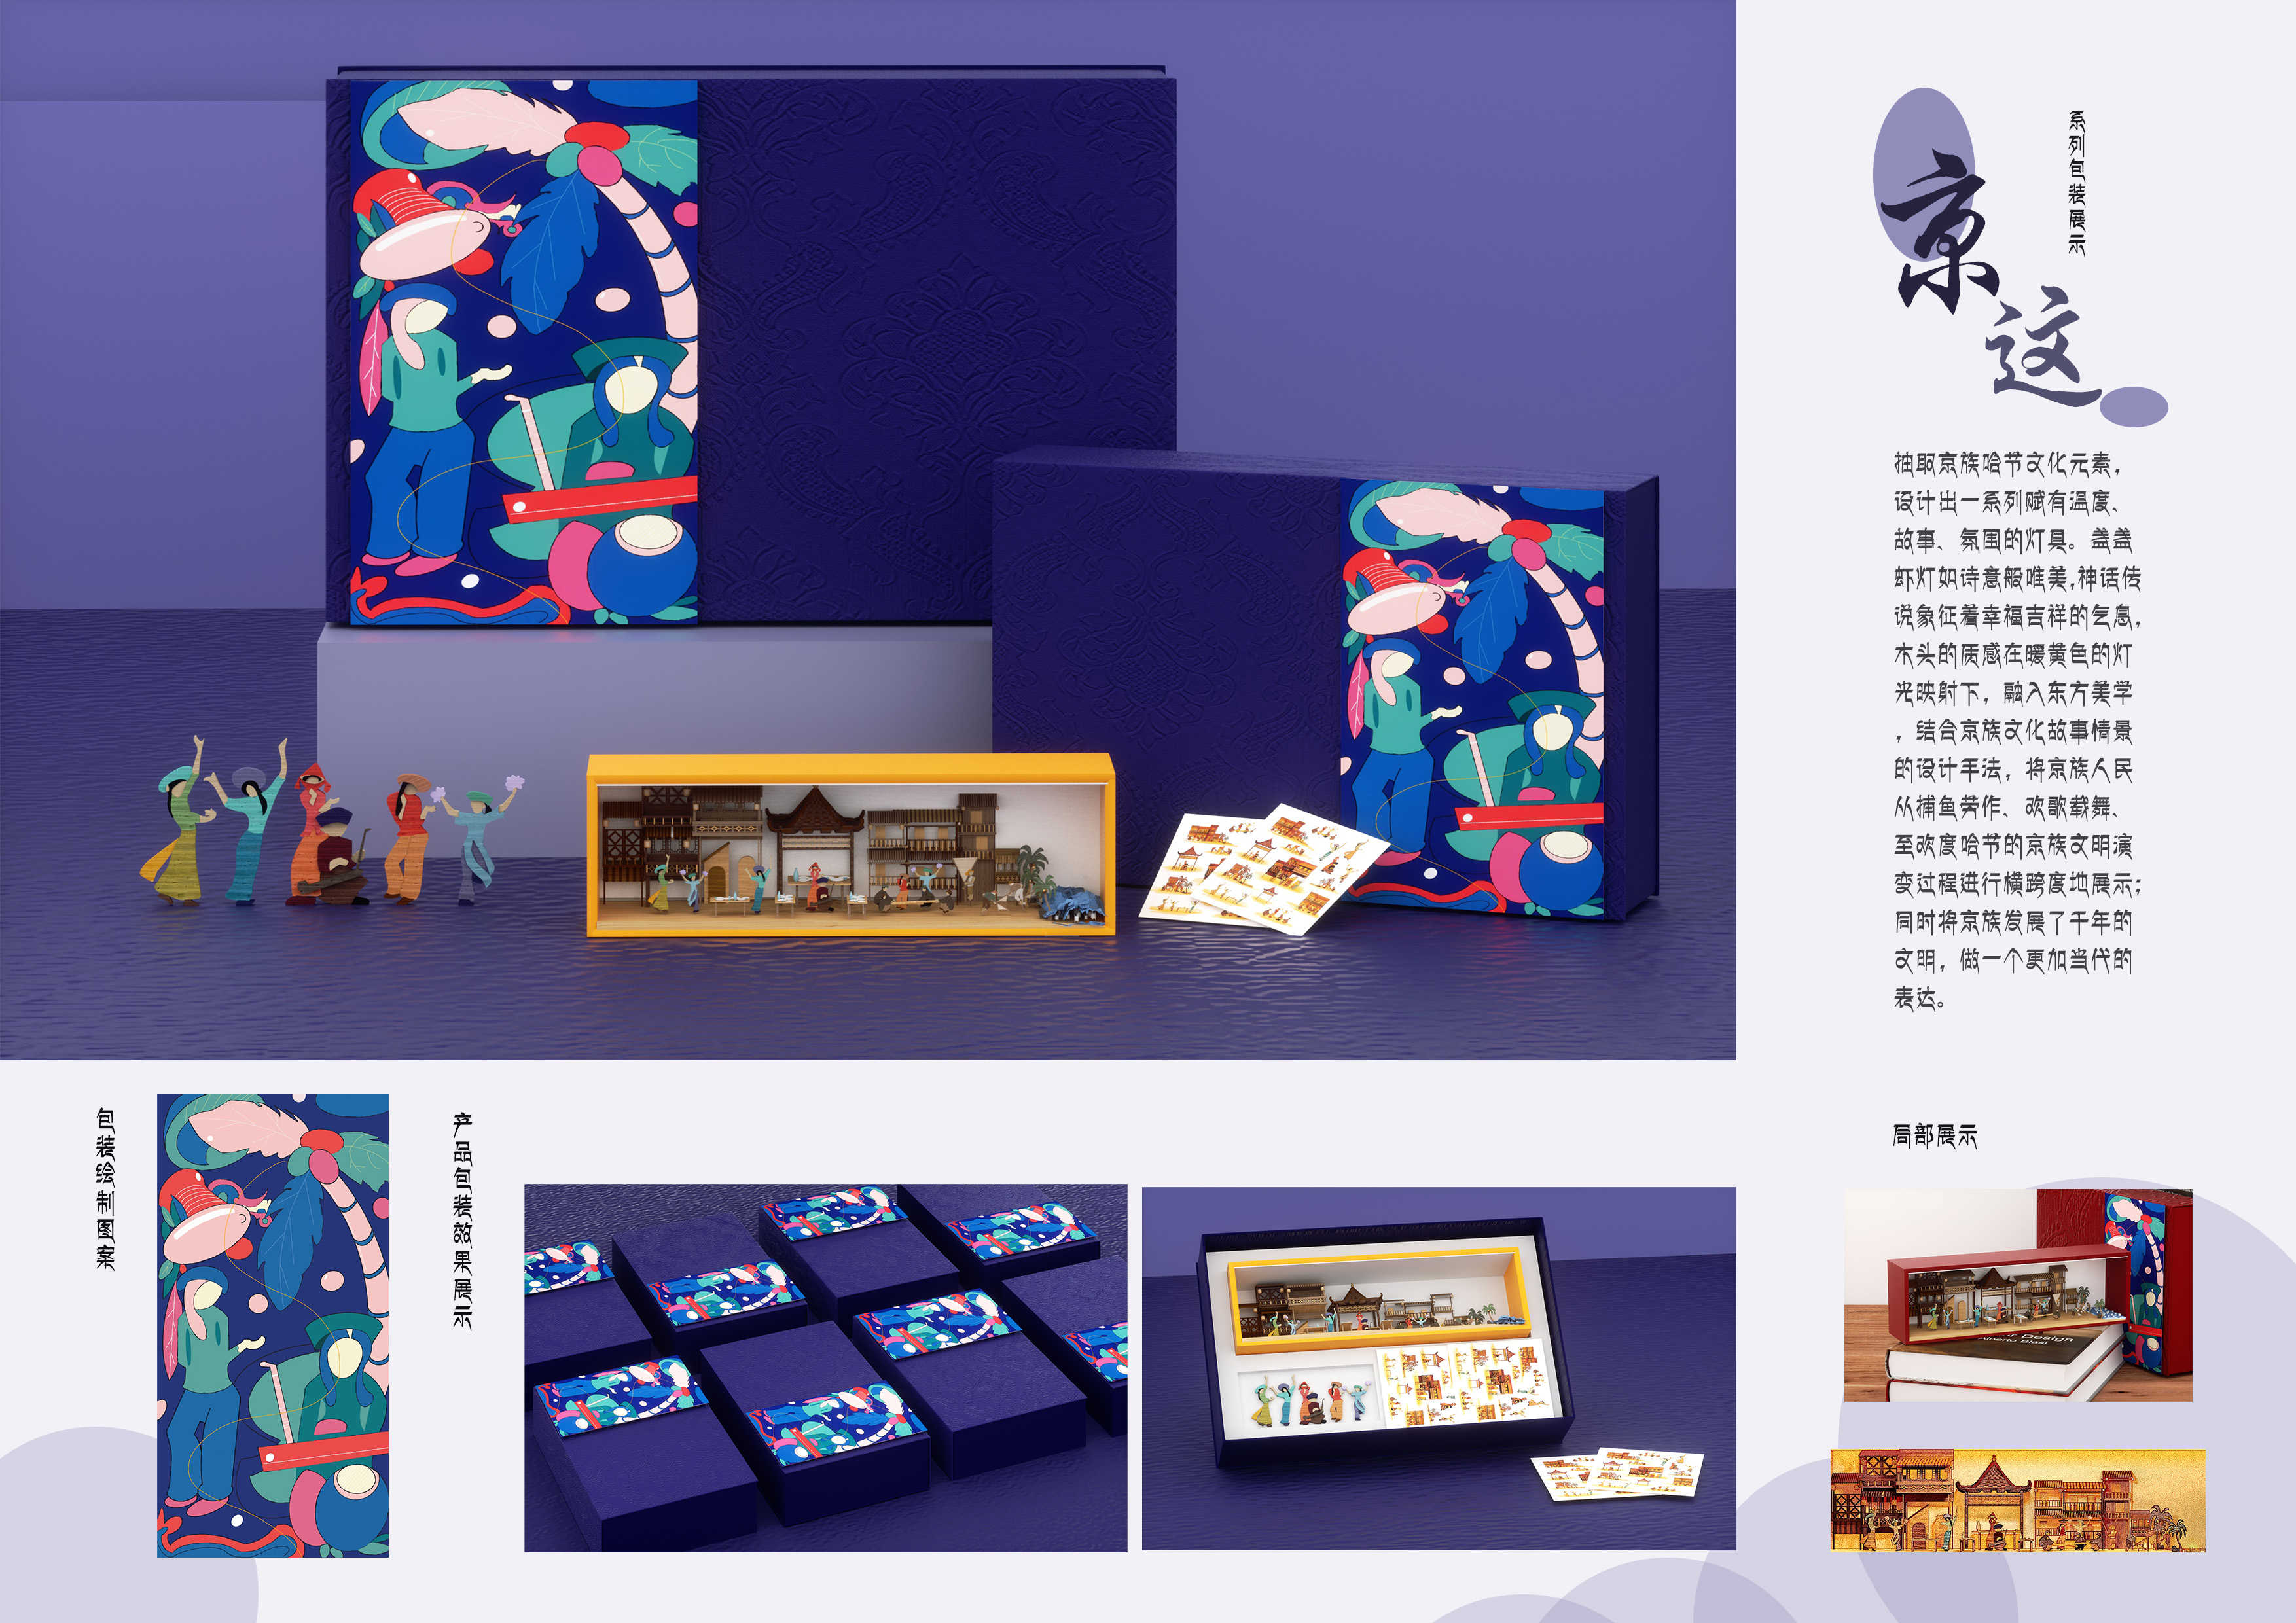 京这
系列包装展示
抽取京族哈节文化元素，
设计出一系列赋有温度、
故事、氛围的灯具。盏盏
虾灯如诗意般唯美,神话传
说象征着幸福吉祥的气息，
木头的质感在暖黄色的灯
光映射下，融入东方美学
，结合京族文化故事情景
的设计手法，将京族人民
从捕鱼劳作、欢歌载舞、
至欢度哈节的京族文明演
变过程进行横跨度地展示；
同时将京族发展了千年的
文明，做一个更加当代的
表达。
包装绘制图案
产品包装效果展示
局部展示
Design
Alberto Biasi